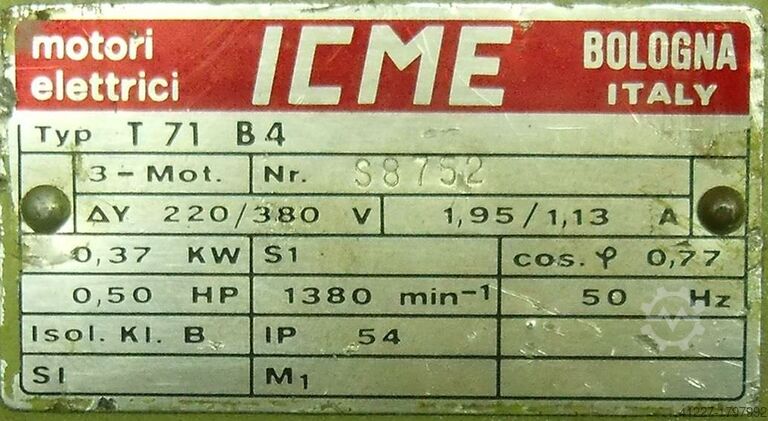 motori elettrici ICME BOLOGNA ITALY
Typ T 71 B4
3-Mot. Nr. S8752
ΔY 220/380 V 1,95/1,13 A
0,37 KW S1 cos. φ 0,77
0,50 HP 1380 min-1 50 Hz
Isol. Kl. B IP 54
SI M1
41227-1797992